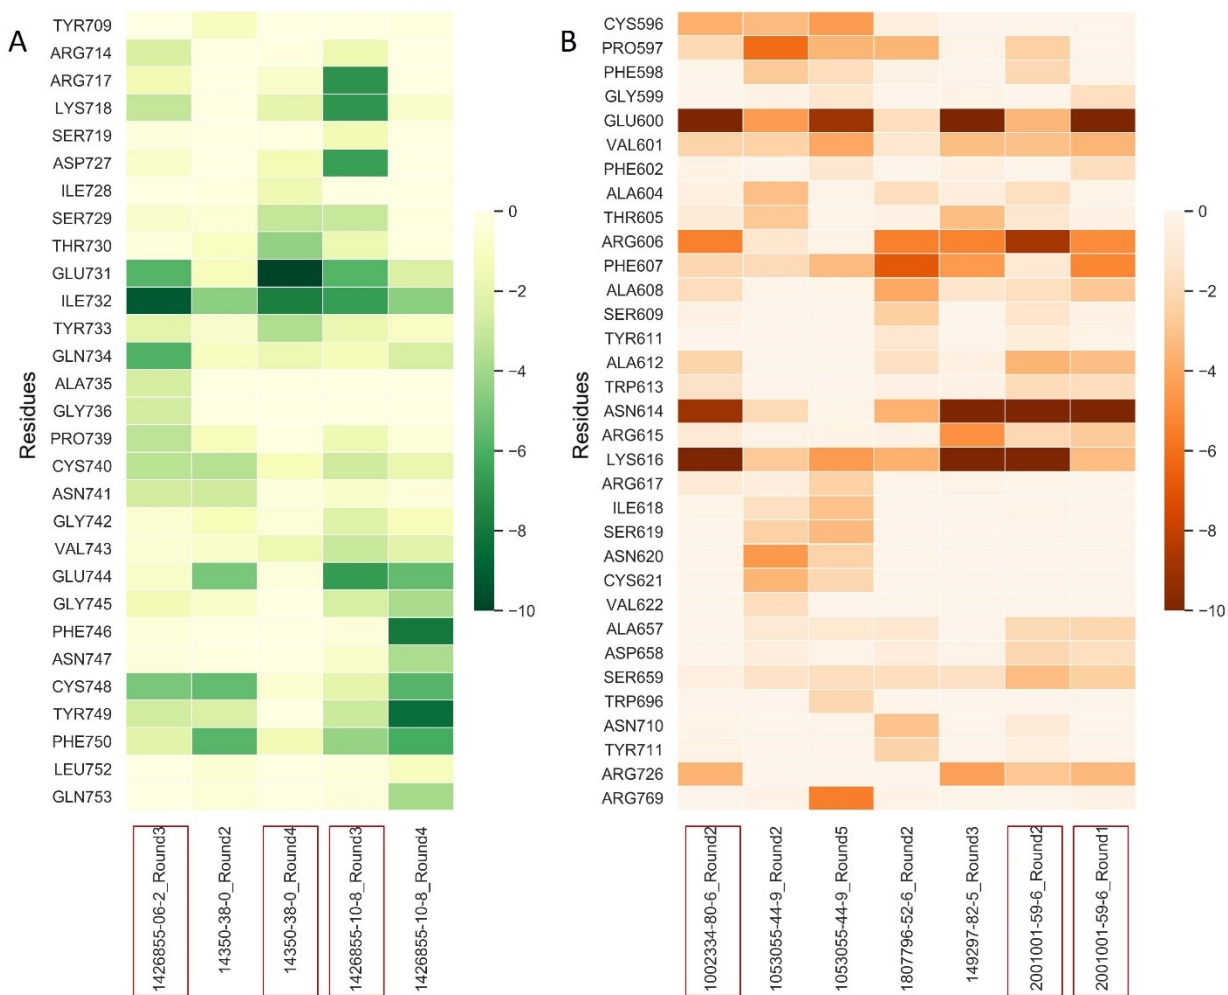 A
Residues
TYR709
ARG714
ARG717
LYS718
SER719
ASP727
ILE728
SER729
THR730
GLU731
ILE732
TYR733
GLN734
ALA735
GLY736
PRO739
CYS740
ASN741
GLY742
VAL743
GLU744
GLY745
PHE746
ASN747
CYS748
TYR749
PHE750
LEU752
GLN753
1426855-06-2_Round3
14350-38-0_Round2
14350-38-0_Round4
1426855-10-8_Round3
1426855-10-8_Round4
0
−2
−4
−6
−8
−10
B
Residues
CYS596
PRO597
PHE598
GLY599
GLU600
VAL601
PHE602
ALA604
THR605
ARG606
PHE607
ALA608
SER609
TYR611
ALA612
TRP613
ASN614
ARG615
LYS616
ARG617
ILE618
SER619
ASN620
CYS621
VAL622
ALA657
ASP658
SER659
TRP696
ASN710
TYR711
ARG726
ARG769
1002334-80-6_Round2
1053055-44-9_Round2
1053055-44-9_Round5
1807796-52-6_Round2
149297-82-5_Round3
2001001-59-6_Round2
2001001-59-6_Round1
0
−2
−4
−6
−8
−10